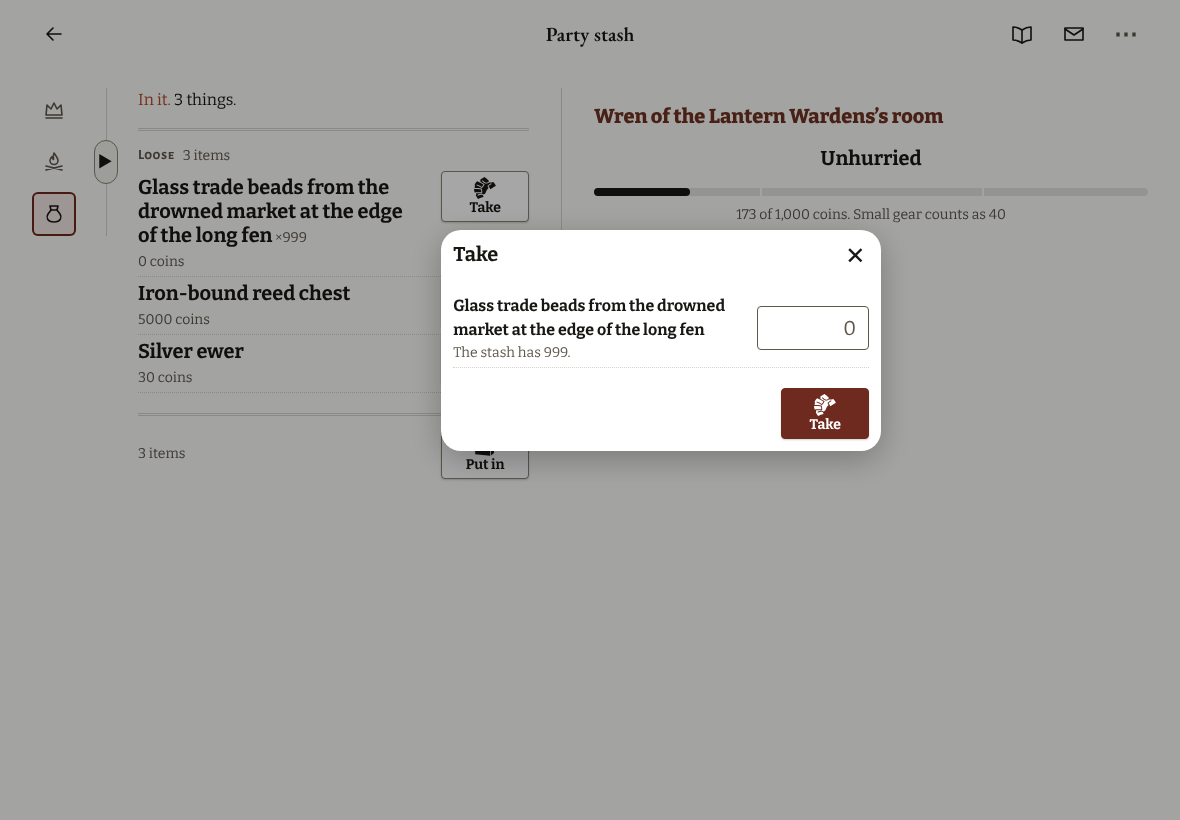 Party stash
In it. 3 things.
Loose 3 items
Glass trade beads from the
drowned market at the edge
of the long fen ×999
0 coins
Take
Iron-bound reed chest
5000 coins
Silver ewer
30 coins
3 items
Put in
Wren of the Lantern Wardens’s room
Unhurried
173 of 1,000 coins. Small gear counts as 40
Take
Glass trade beads from the drowned
market at the edge of the long fen
The stash has 999.
0
Take